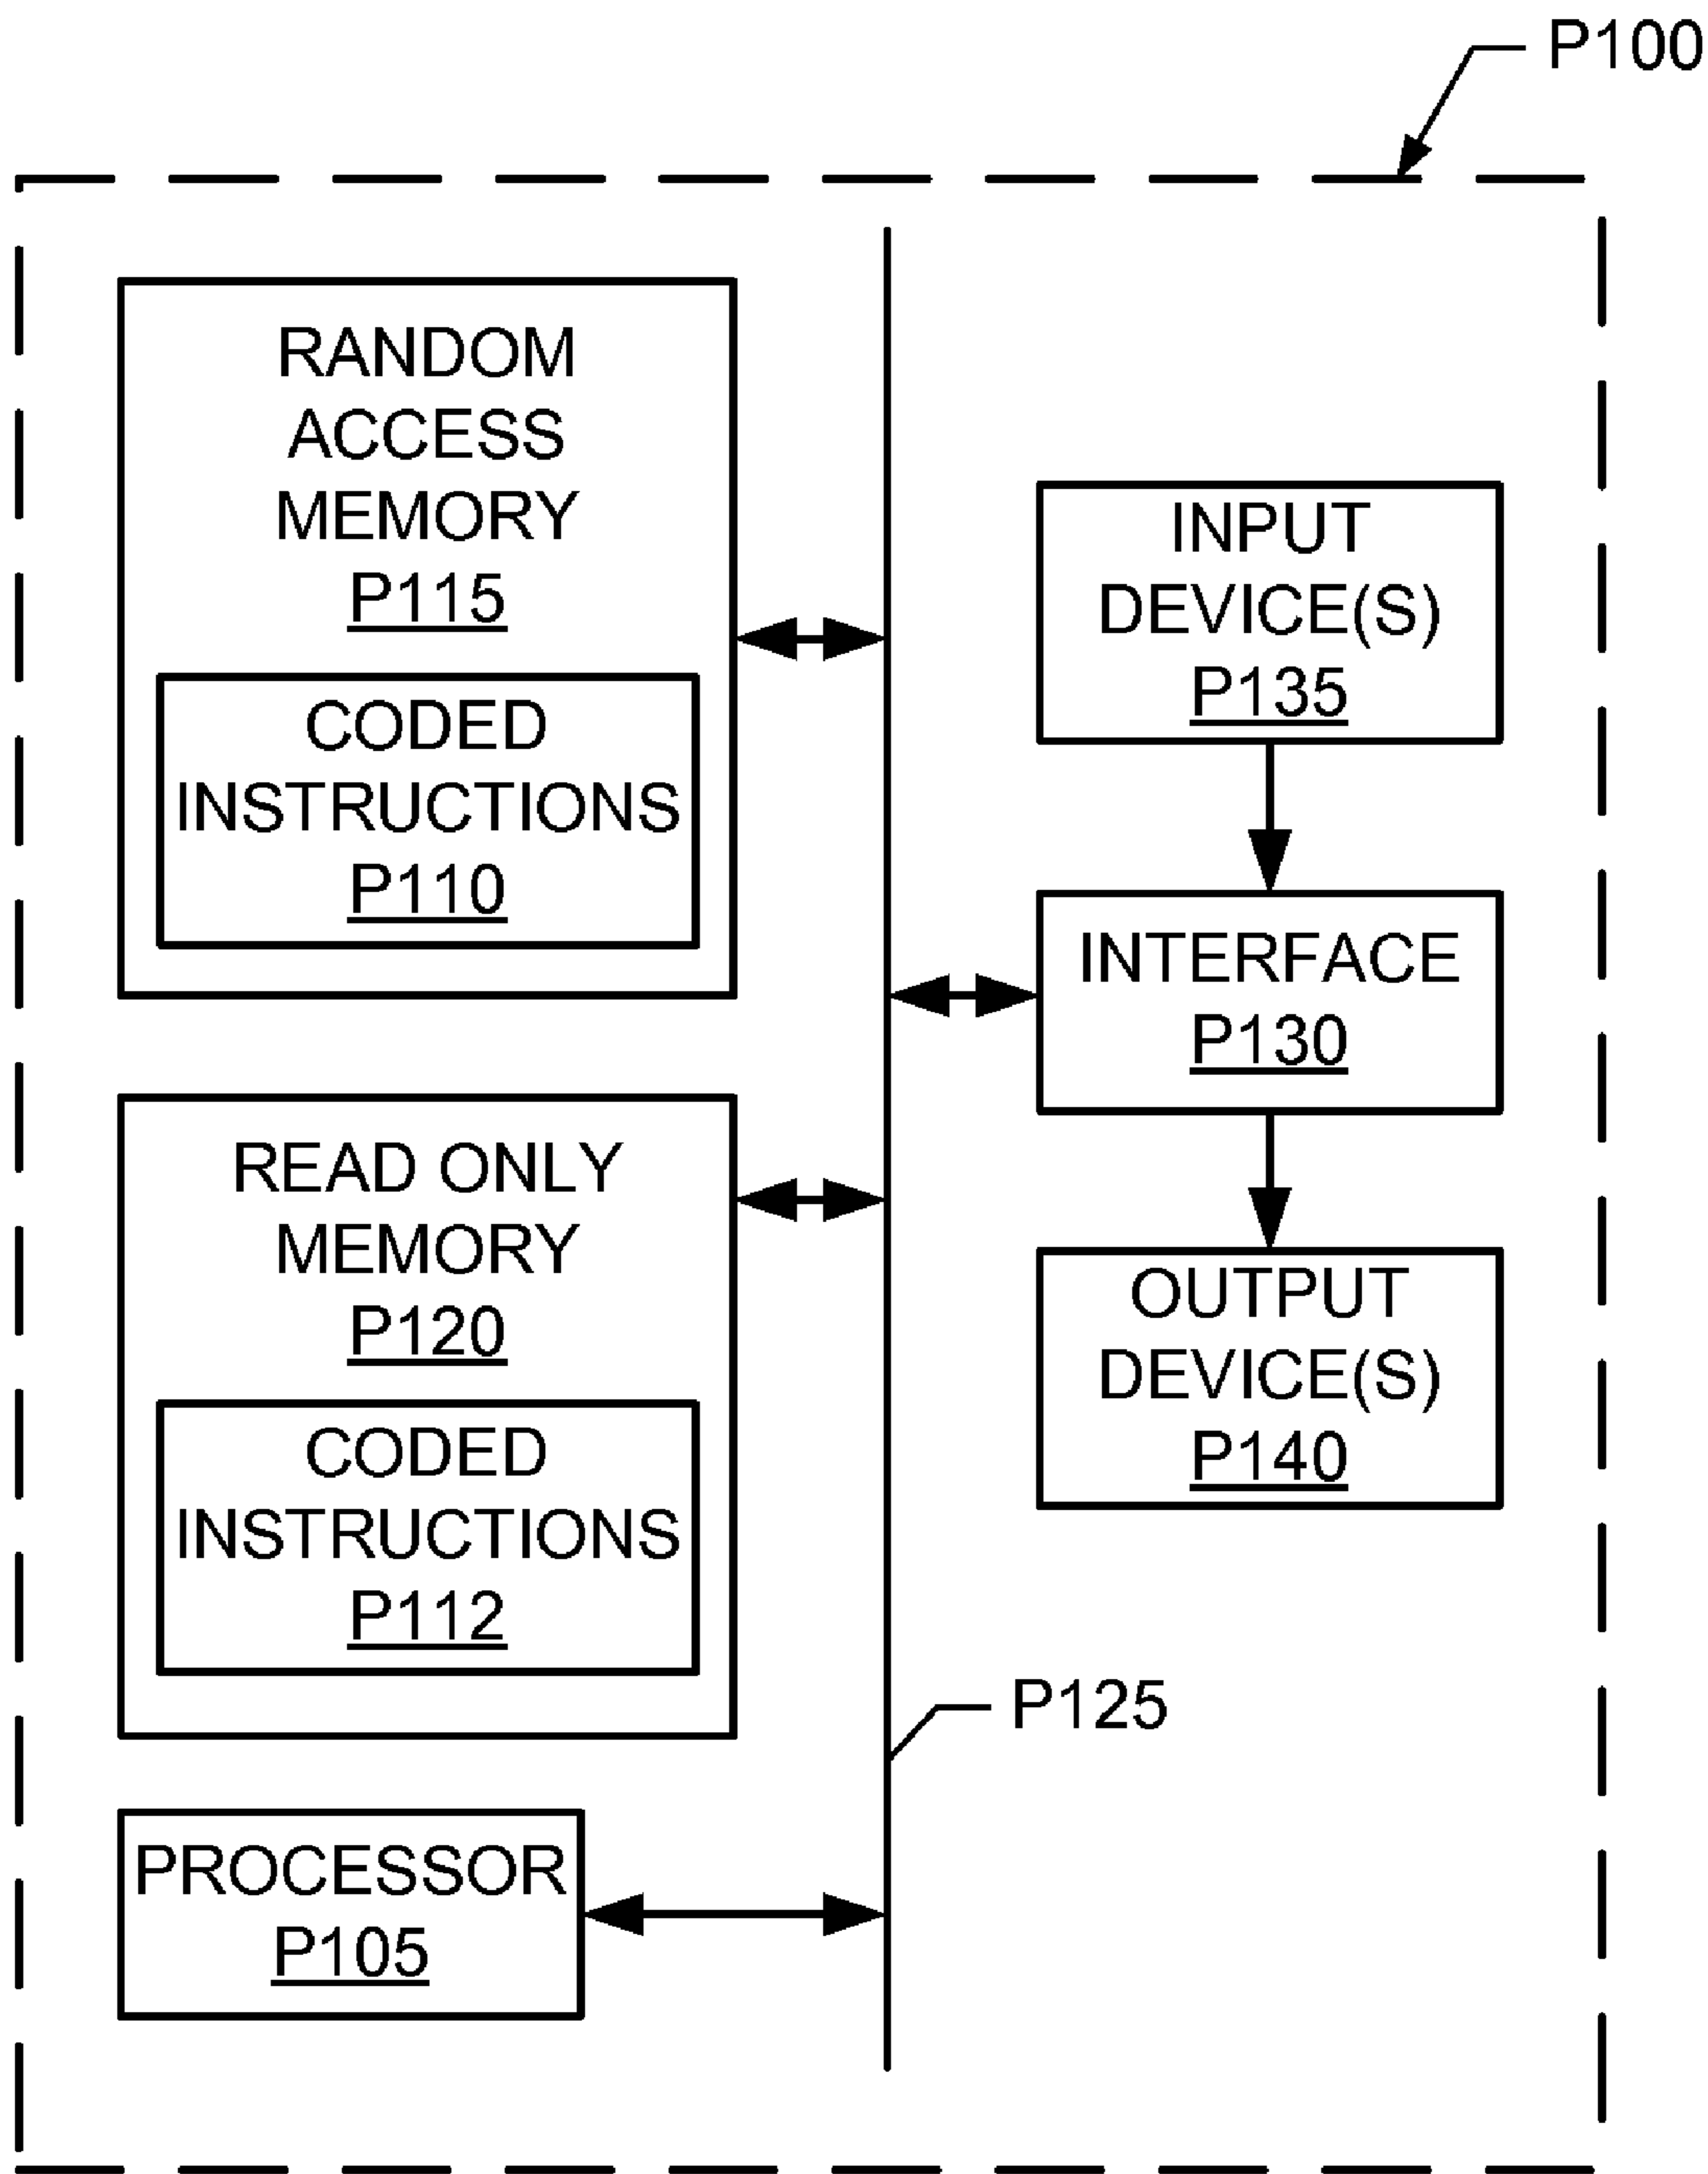 P100
RANDOM
ACCESS
MEMORY
P115
CODED
INSTRUCTIONS
P110
READ ONLY
MEMORY
P120
CODED
INSTRUCTIONS
P112
PROCESSOR
P105
INPUT
DEVICE(S)
P135
INTERFACE
P130
OUTPUT
DEVICE(S)
P140
P125